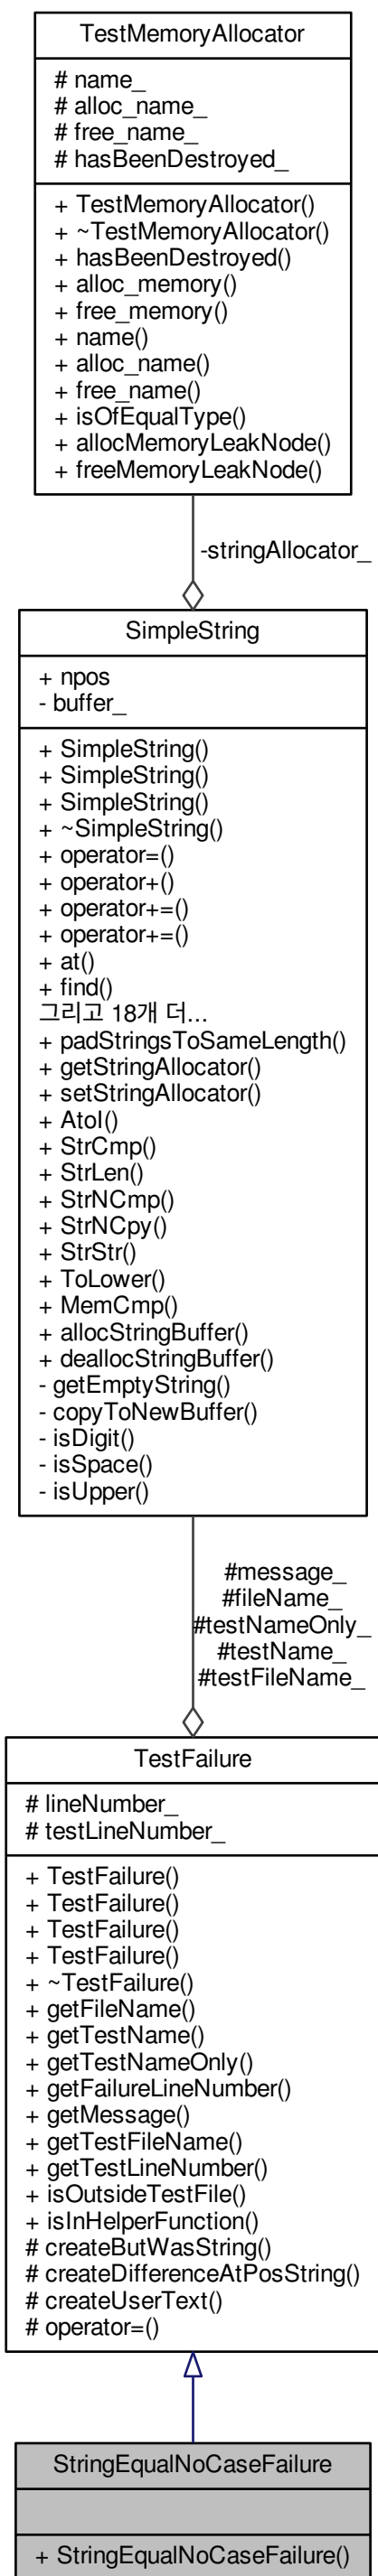 TestMemoryAllocator
# name_
# alloc_name_
# free_name_
# hasBeenDestroyed_
+ TestMemoryAllocator()
+ ~TestMemoryAllocator()
+ hasBeenDestroyed()
+ alloc_memory()
+ free_memory()
+ name()
+ alloc_name()
+ free_name()
+ isOfEqualType()
+ allocMemoryLeakNode()
+ freeMemoryLeakNode()
-stringAllocator_
SimpleString
+ npos
- buffer_
+ SimpleString()
+ SimpleString()
+ SimpleString()
+ ~SimpleString()
+ operator=()
+ operator+()
+ operator+=()
+ operator+=()
+ at()
+ find()
그리고 18개 더...
+ padStringsToSameLength()
+ getStringAllocator()
+ setStringAllocator()
+ AtoI()
+ StrCmp()
+ StrLen()
+ StrNCmp()
+ StrNCpy()
+ StrStr()
+ ToLower()
+ MemCmp()
+ allocStringBuffer()
+ deallocStringBuffer()
- getEmptyString()
- copyToNewBuffer()
- isDigit()
- isSpace()
- isUpper()
#message_
#fileName_
#testNameOnly_
#testName_
#testFileName_
TestFailure
# lineNumber_
# testLineNumber_
+ TestFailure()
+ TestFailure()
+ TestFailure()
+ TestFailure()
+ ~TestFailure()
+ getFileName()
+ getTestName()
+ getTestNameOnly()
+ getFailureLineNumber()
+ getMessage()
+ getTestFileName()
+ getTestLineNumber()
+ isOutsideTestFile()
+ isInHelperFunction()
# createButWasString()
# createDifferenceAtPosString()
# createUserText()
# operator=()
StringEqualNoCaseFailure
+ StringEqualNoCaseFailure()